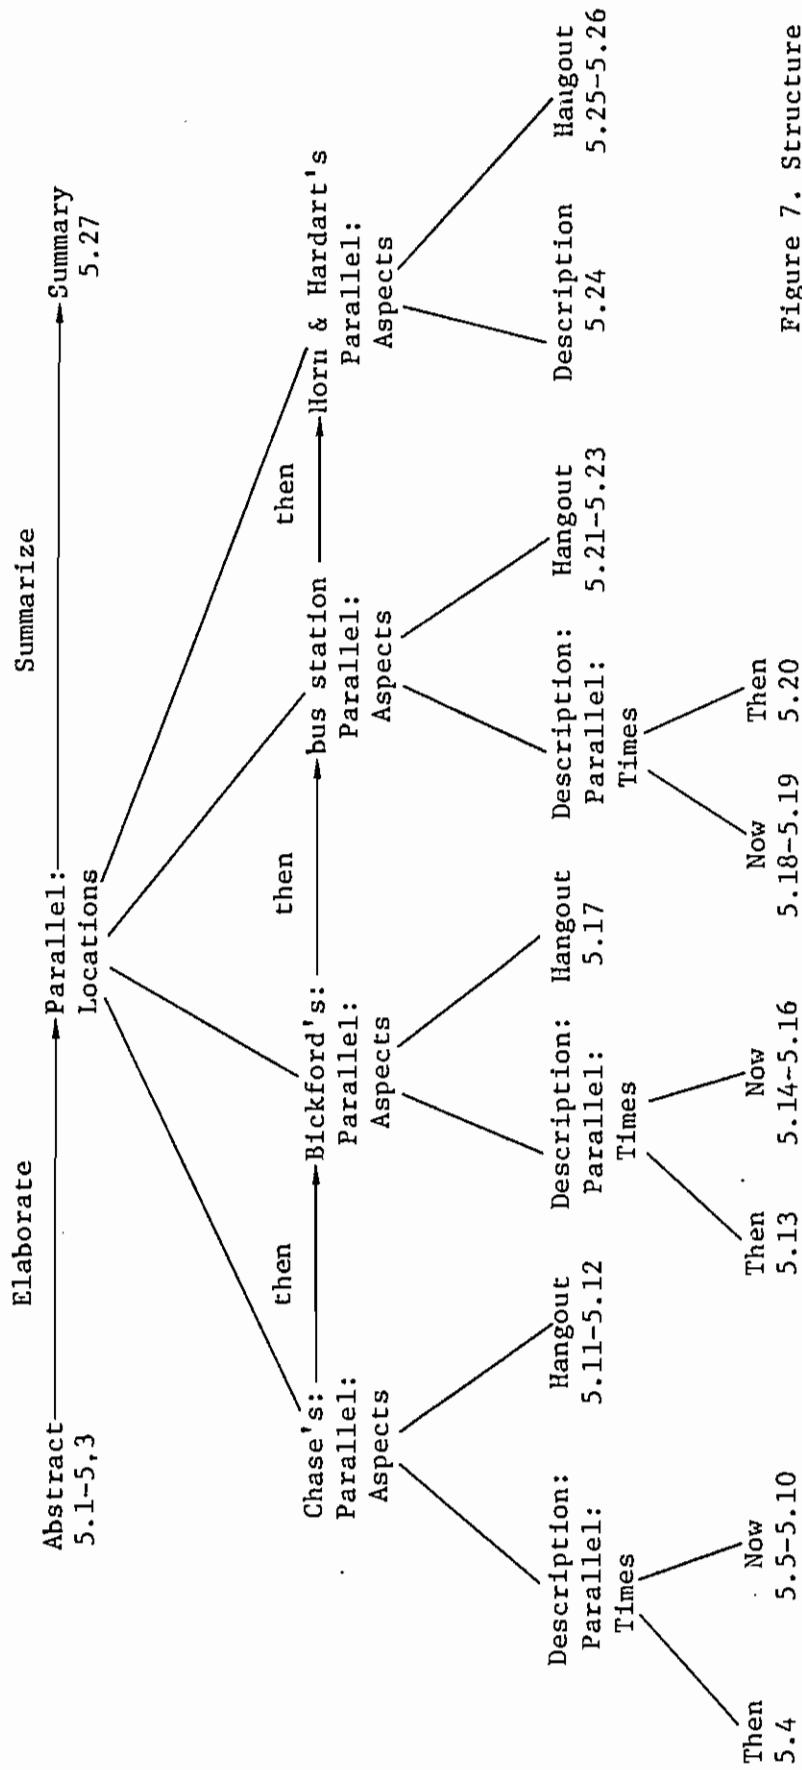 Elaborate
Summarize
Abstract
5.1-5.3
Parallel:
Locations
Summary
5.27
then
then
then
Chase's:
Parallel:
Aspects
Bickford's:
Parallel:
Aspects
bus station
Parallel:
Aspects
Horn & Hardart's
Parallel:
Aspects
Description:
Parallel:
Times
Hangout
5.11-5.12
Description:
Parallel:
Times
Hangout
5.17
Description:
Parallel:
Times
Hangout
5.21-5.23
Description
5.24
Hangout
5.25-5.26
Then
5.4
Now
5.5-5.10
Then
5.13
Now
5.14-5.16
Now
5.18-5.19
Then
5.20
Figure 7. Structure